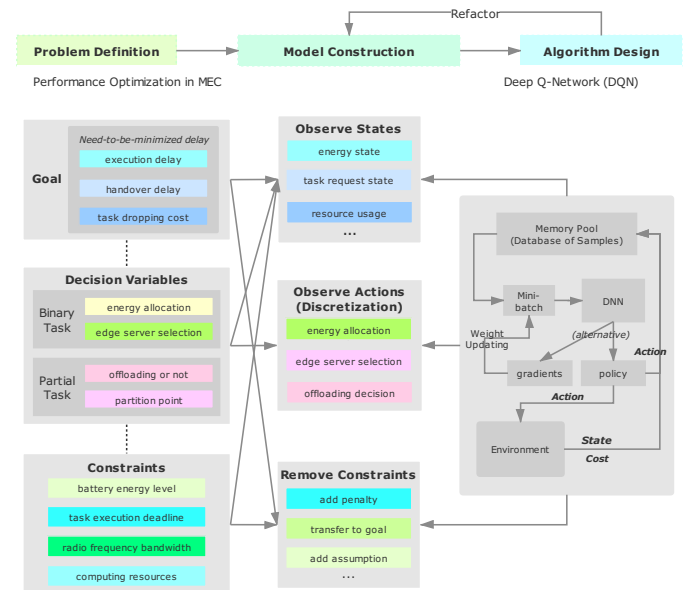 Refactor
Problem Definition
Model Construction
Algorithm Design
Performance Optimization in MEC
Deep Q-Network (DQN)
Goal
Need-to-be-minimized delay
execution delay
handover delay
task dropping cost
Decision Variables
Binary
Task
energy allocation
edge server selection
Partial
Task
offloading or not
partition point
Constraints
battery energy level
task execution deadline
radio frequency bandwidth
computing resources
Observe States
energy state
task request state
resource usage
...
Observe Actions
(Discretization)
energy allocation
edge server selection
offloading decision
Remove Constraints
add penalty
transfer to goal
add assumption
...
Memory Pool
(Database of Samples)
Mini-
batch
DNN
Weight
Updating
(alternative)
gradients
policy
Action
Action
Environment
State
Cost